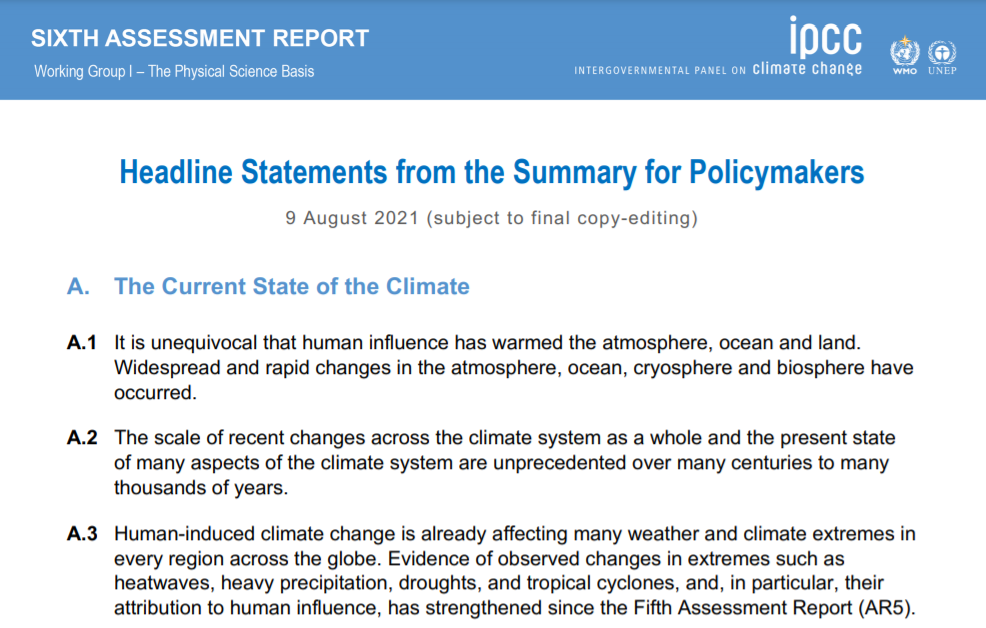 SIXTH ASSESSMENT REPORT
Working Group I – The Physical Science Basis
ipcc
INTERGOVERNMENTAL PANEL ON climate change
WMO
UNEP
Headline Statements from the Summary for Policymakers
9 August 2021 (subject to final copy-editing)
A. The Current State of the Climate
A.1 It is unequivocal that human influence has warmed the atmosphere, ocean and land.
Widespread and rapid changes in the atmosphere, ocean, cryosphere and biosphere have
occurred.
A.2 The scale of recent changes across the climate system as a whole and the present state
of many aspects of the climate system are unprecedented over many centuries to many
thousands of years.
A.3 Human-induced climate change is already affecting many weather and climate extremes in
every region across the globe. Evidence of observed changes in extremes such as
heatwaves, heavy precipitation, droughts, and tropical cyclones, and, in particular, their
attribution to human influence, has strengthened since the Fifth Assessment Report (AR5).